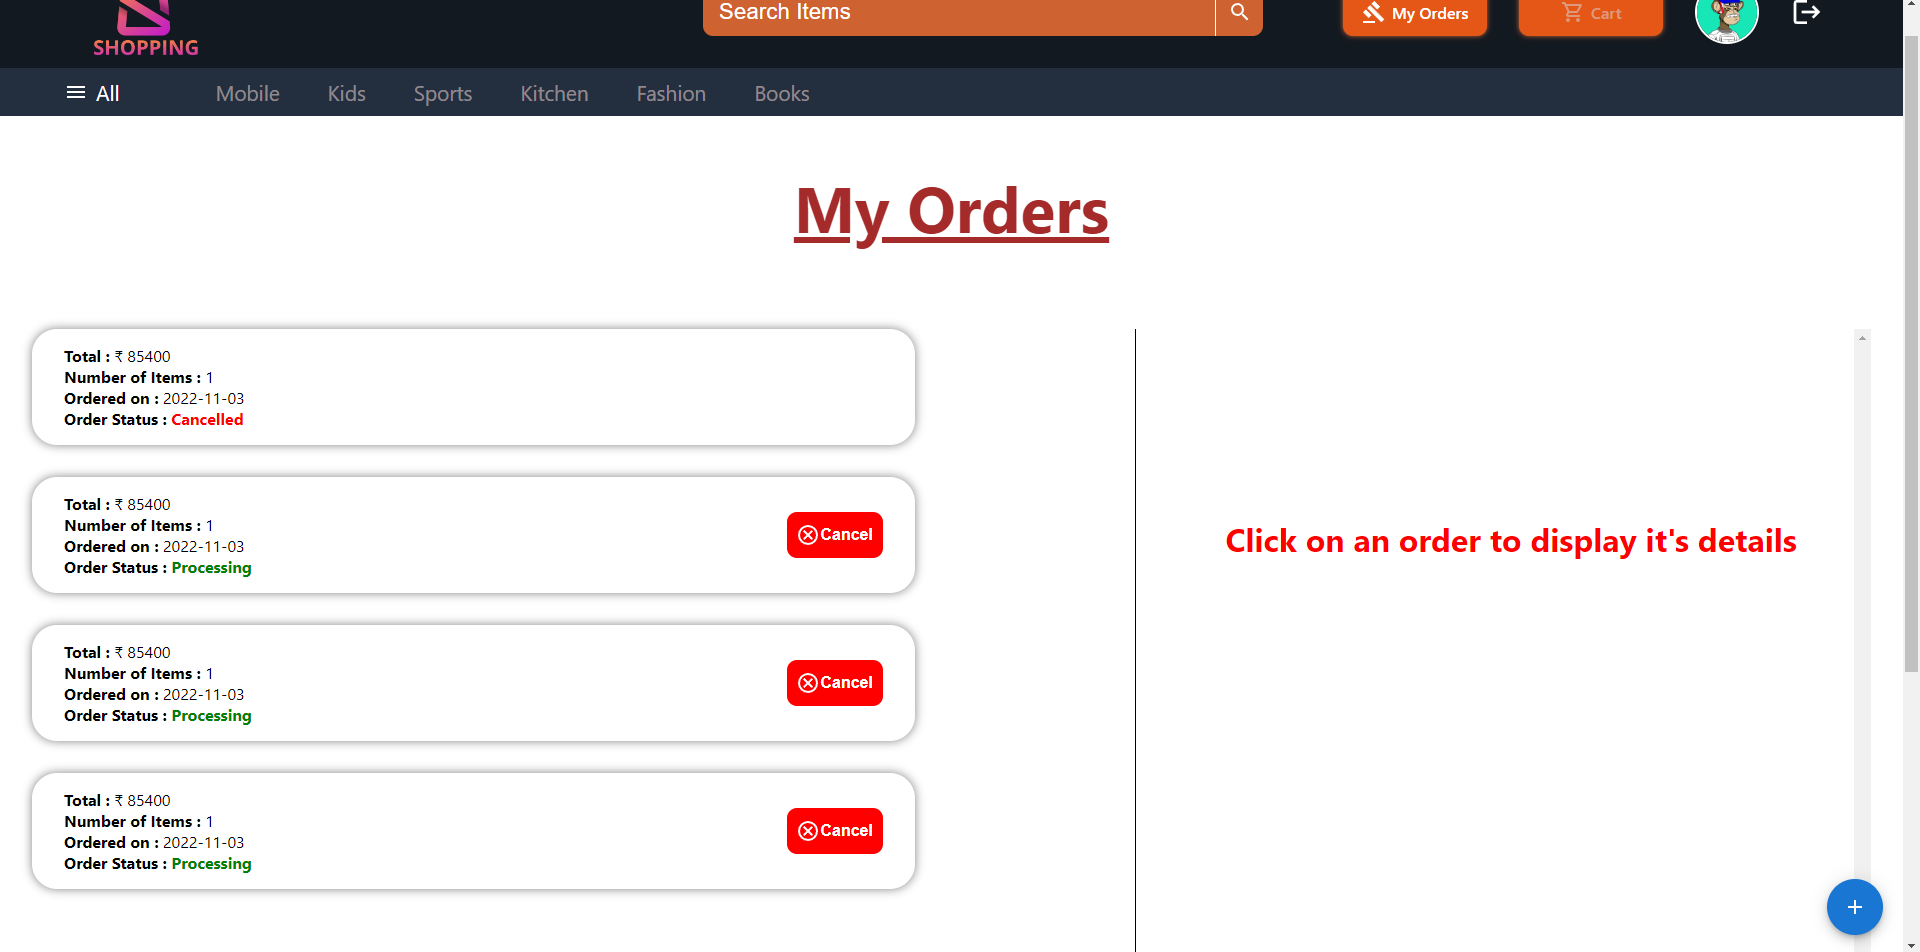 SHOPPING
Search Items
My Orders
Cart
All
Mobile
Kids
Sports
Kitchen
Fashion
Books
My Orders
Total : ₹ 85400
Number of Items : 1
Ordered on : 2022-11-03
Order Status : Cancelled
Total : ₹ 85400
Number of Items : 1
Ordered on : 2022-11-03
Order Status : Processing
Cancel
Total : ₹ 85400
Number of Items : 1
Ordered on : 2022-11-03
Order Status : Processing
Cancel
Total : ₹ 85400
Number of Items : 1
Ordered on : 2022-11-03
Order Status : Processing
Cancel
Click on an order to display it's details